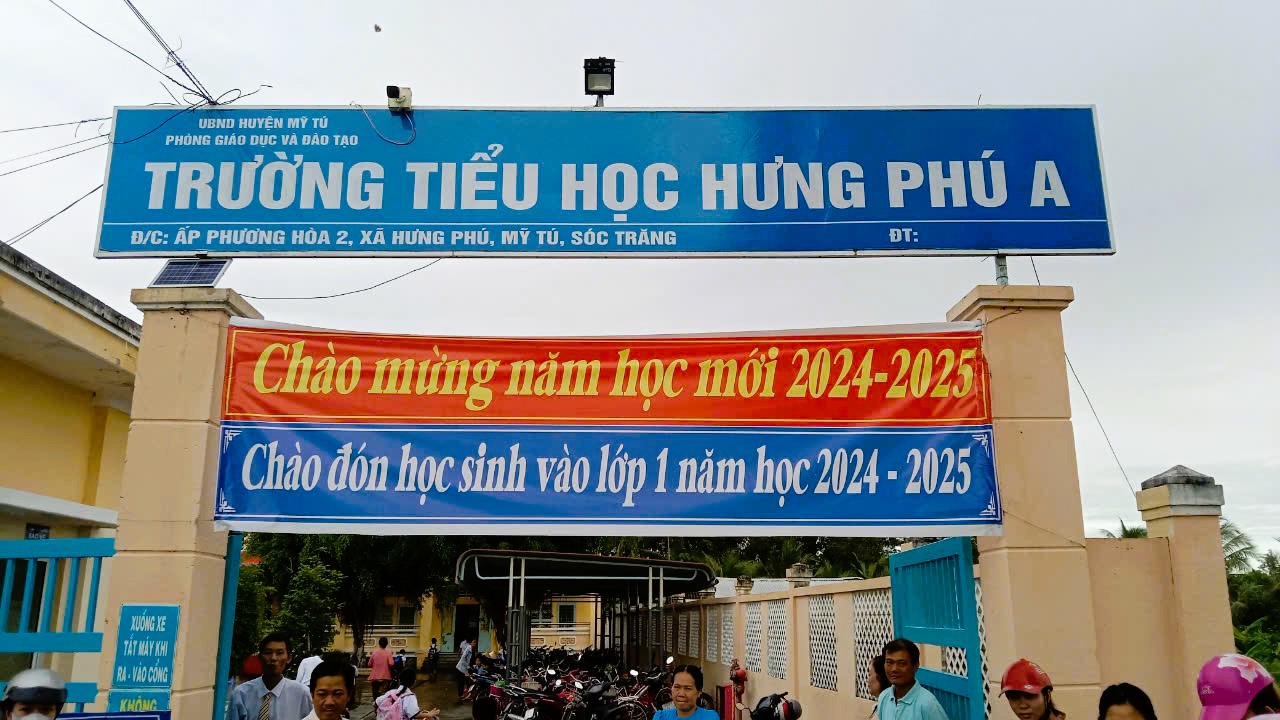 UBND HUYỆN MỸ TÚ
PHÒNG GIÁO DỤC VÀ ĐÀO TẠO
TRƯỜNG TIỂU HỌC HƯNG PHÚ A
Đ/C: ẤP PHƯƠNG HÒA 2, XÃ HƯNG PHÚ, MỸ TÚ, SÓC TRĂNG
ĐT:
Chào mừng năm học mới 2024-2025
Chào đón học sinh vào lớp 1 năm học 2024 - 2025
XUỐNG XE
TẮT MÁY KHI
RA - VÀO CỔNG
KHÔNG